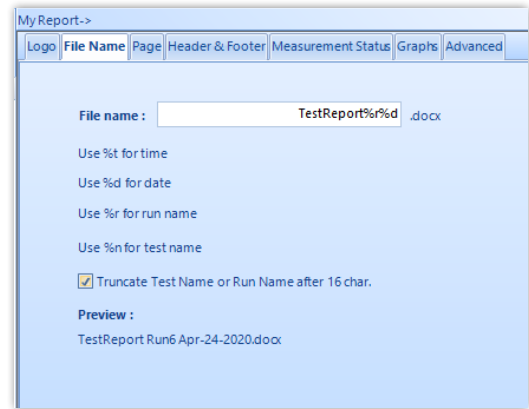 My Report->
Logo File Name Page Header & Footer Measurement Status Graphs Advanced
File name : TestReport%r%d .docx
Use %t for time
Use %d for date
Use %r for run name
Use %n for test name
Truncate Test Name or Run Name after 16 char.
Preview :
TestReport Run6 Apr-24-2020.docx